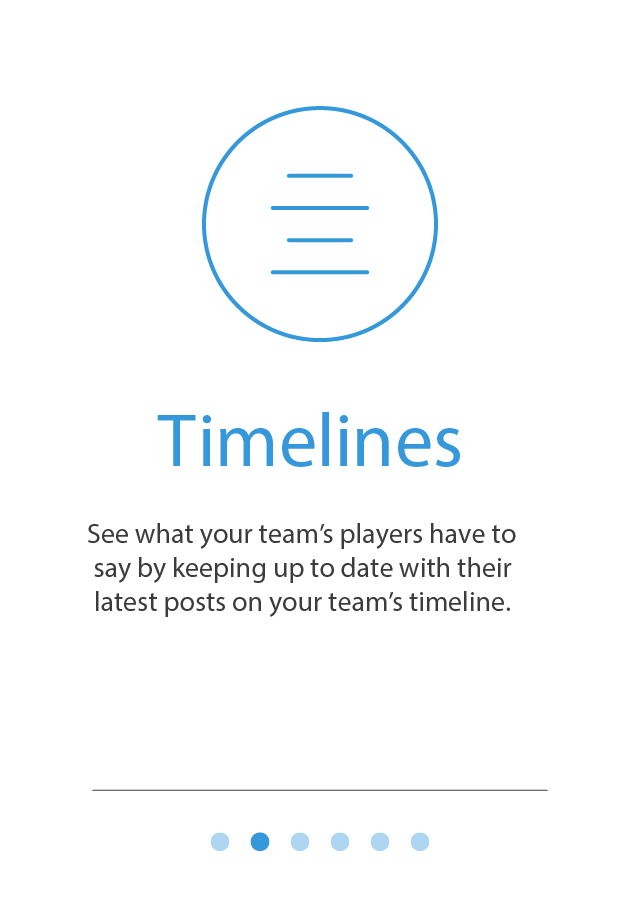 Timelines
See what your team’s players have to
say by keeping up to date with their
latest posts on your team’s timeline.